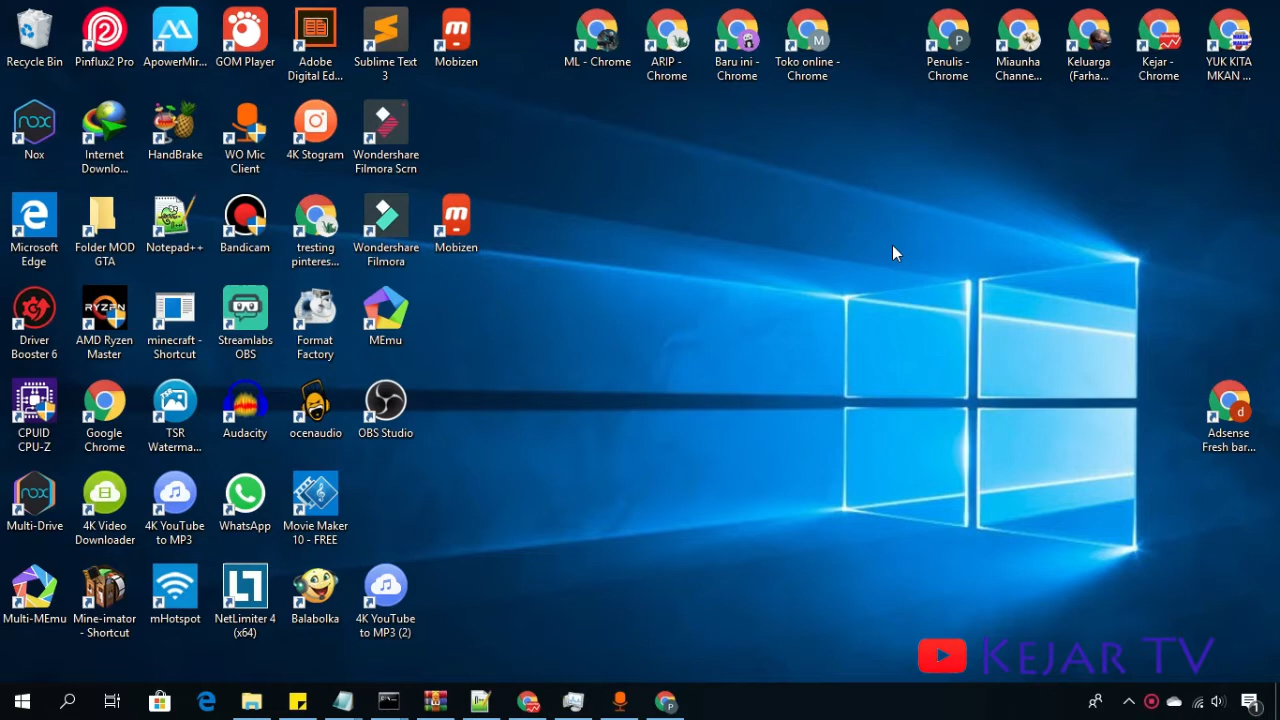 Recycle Bin
Pinflux2 Pro
ApowerMir...
GOM Player
Adobe
Digital Ed...
Sublime Text
3
Mobizen
ML - Chrome
ARIP -
Chrome
Baru ini -
Chrome
Toko online -
Chrome
Penulis -
Chrome
Miaunha
Channe...
Keluarga
(Farha...
Kejar -
Chrome
YUK KITA
MKAN ...
Nox
Internet
Downlo...
HandBrake
WO Mic
Client
4K Stogram
Wondershare
Filmora Scrn
Microsoft
Edge
Folder MOD
GTA
Notepad++
Bandicam
tresting
pinteres...
Wondershare
Filmora
Mobizen
Driver
Booster 6
RYZEN
AMD Ryzen
Master
minecraft -
Shortcut
Streamlabs
OBS
Format
Factory
MEmu
CPUID
CPU-Z
Google
Chrome
TSR
Waterma...
Audacity
ocenaudio
OBS Studio
Adsense
Fresh bar...
Multi-Drive
4K Video
Downloader
4K YouTube
to MP3
WhatsApp
Movie Maker
10 - FREE
Multi-MEmu
Mine-imator
- Shortcut
mHotspot
NetLimiter 4
(x64)
Balabolka
4K YouTube
to MP3 (2)
Kejar TV